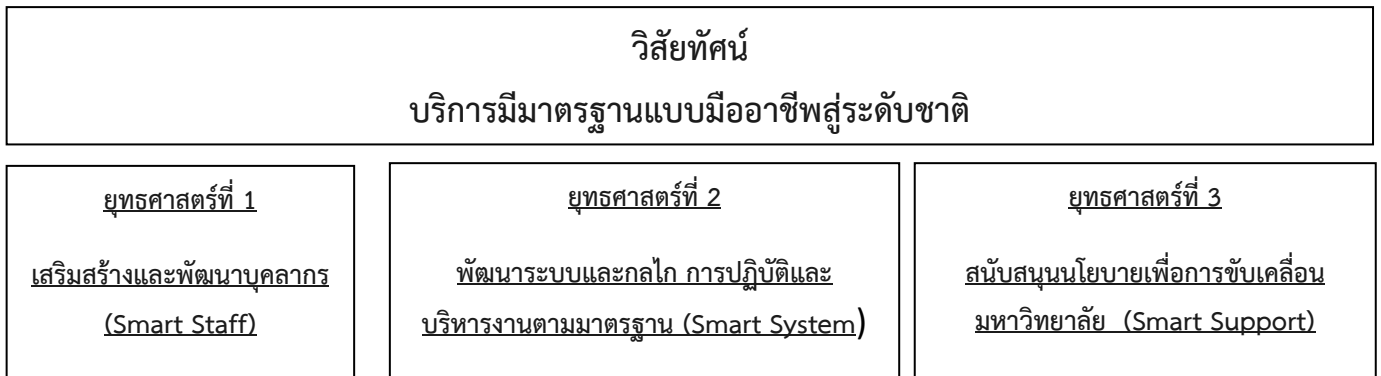 วิสัยทัศน์
บริการมีมาตรฐานแบบมืออาชีพสู่ระดับชาติ
ยุทธศาสตร์ที่ 1
เสริมสร้างและพัฒนาบุคลากร
(Smart Staff)
ยุทธศาสตร์ที่ 2
พัฒนาระบบและกลไก การปฏิบัติและ
บริหารงานตามมาตรฐาน (Smart System)
ยุทธศาสตร์ที่ 3
สนับสนุนนโยบายเพื่อการขับเคลื่อน
มหาวิทยาลัย (Smart Support)